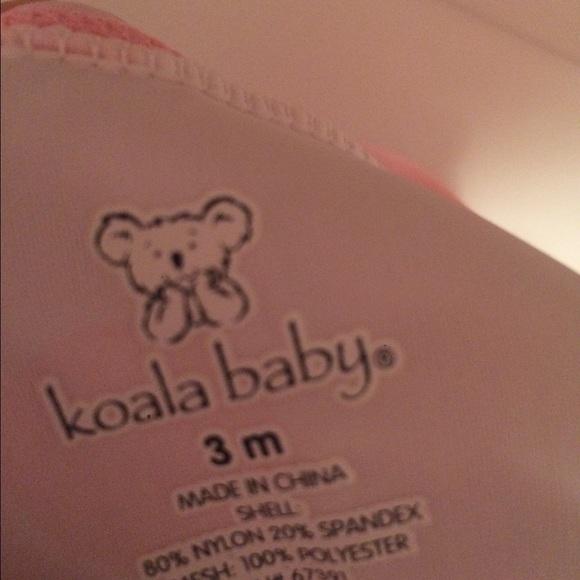 koala baby®
3 m
MADE IN CHINA
SHELL:
80% NYLON 20% SPANDEX
MESH: 100% POLYESTER